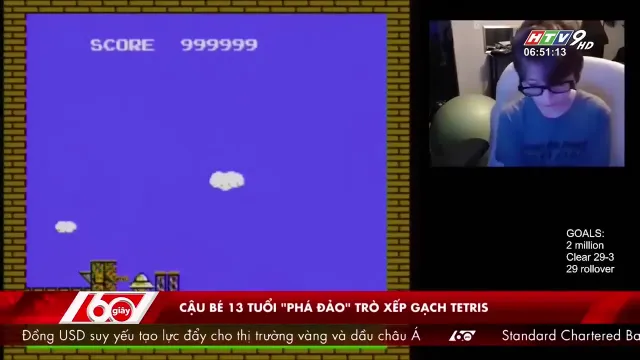 SCORE 999999
HTV9 HD
06:51:13
GOALS:
2 million
Clear 29-3
29 rollover
60 giây
CẬU BÉ 13 TUỔI "PHÁ ĐẢO" TRÒ XẾP GẠCH TETRIS
Đồng USD suy yếu tạo lực đẩy cho thị trường vàng và dầu châu Á 60 giây Standard Chartered Ba